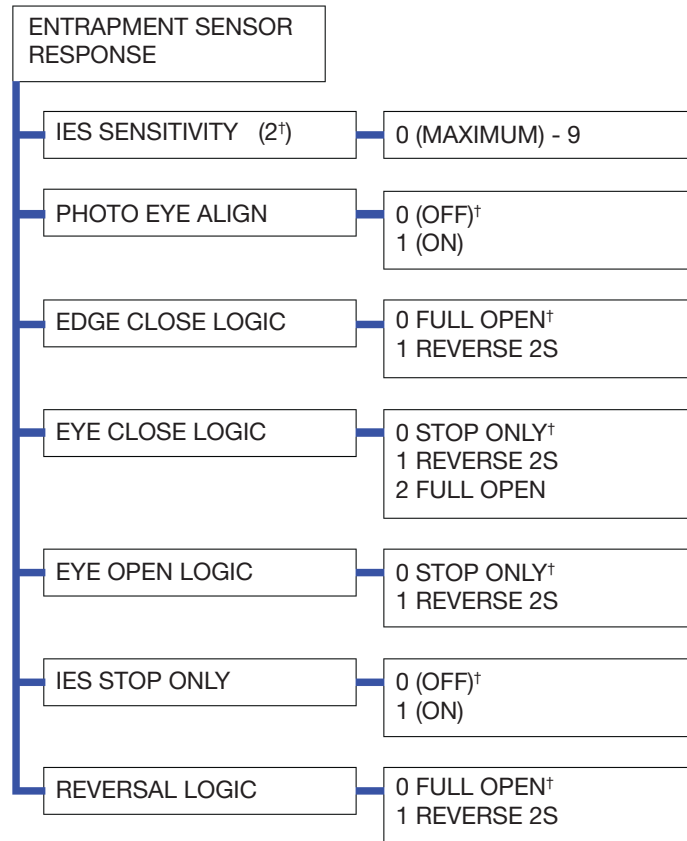 ENTRAPMENT SENSOR
RESPONSE
IES SENSITIVITY (2†)
0 (MAXIMUM) - 9
PHOTO EYE ALIGN
0 (OFF)†
1 (ON)
EDGE CLOSE LOGIC
0 FULL OPEN†
1 REVERSE 2S
EYE CLOSE LOGIC
0 STOP ONLY†
1 REVERSE 2S
2 FULL OPEN
EYE OPEN LOGIC
0 STOP ONLY†
1 REVERSE 2S
IES STOP ONLY
0 (OFF)†
1 (ON)
REVERSAL LOGIC
0 FULL OPEN†
1 REVERSE 2S